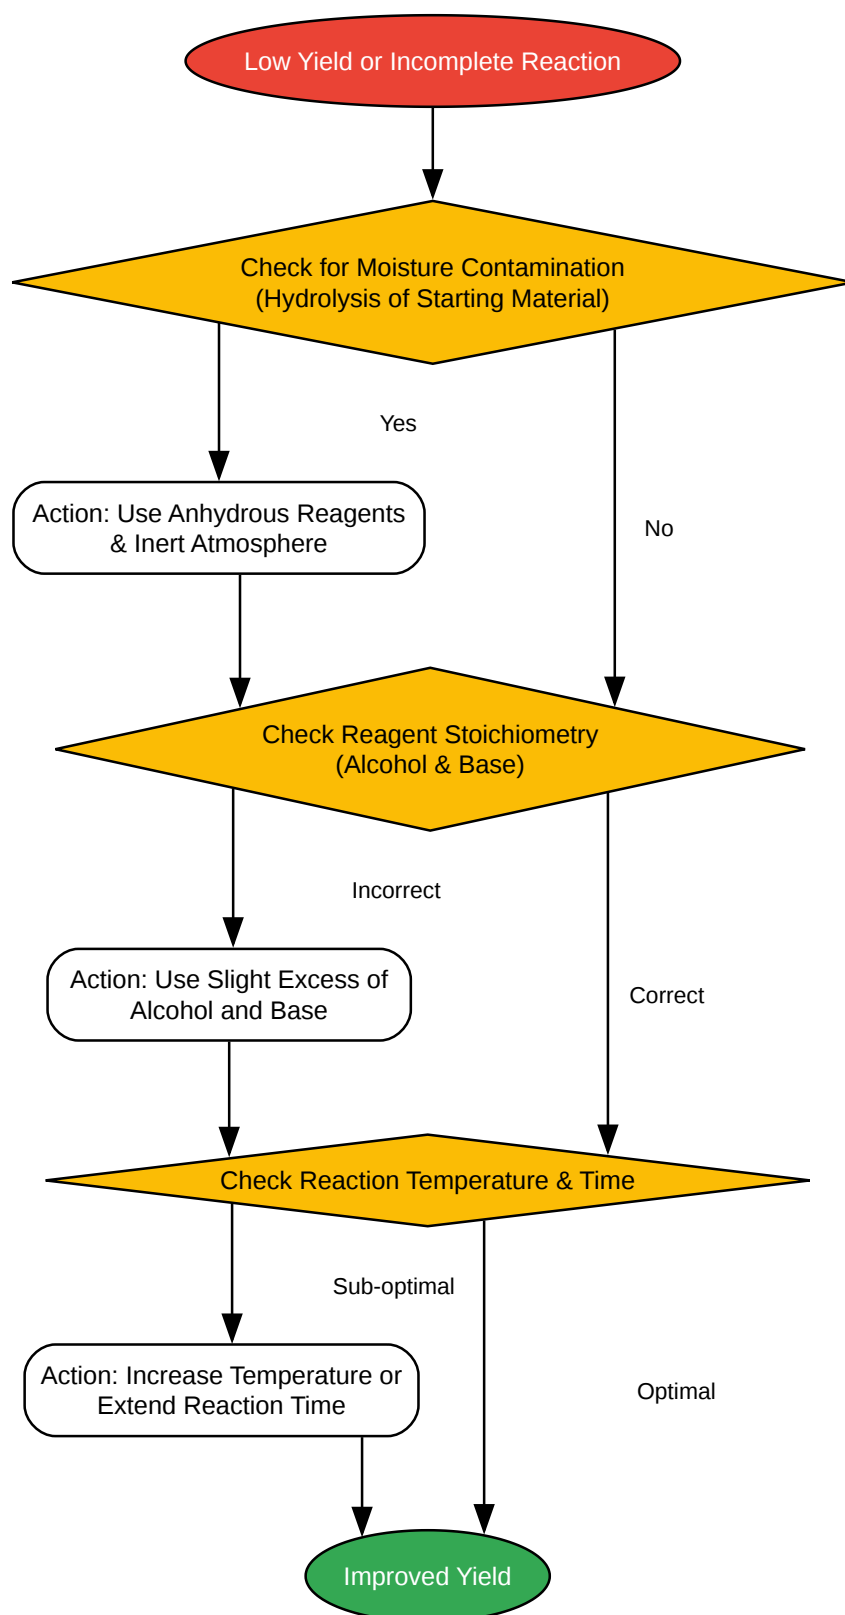 Low Yield or Incomplete Reaction
Check for Moisture Contamination
(Hydrolysis of Starting Material)
Yes
Action: Use Anhydrous Reagents
& Inert Atmosphere
No
Check Reagent Stoichiometry
(Alcohol & Base)
Incorrect
Action: Use Slight Excess of
Alcohol and Base
Correct
Check Reaction Temperature & Time
Sub-optimal
Action: Increase Temperature or
Extend Reaction Time
Optimal
Improved Yield